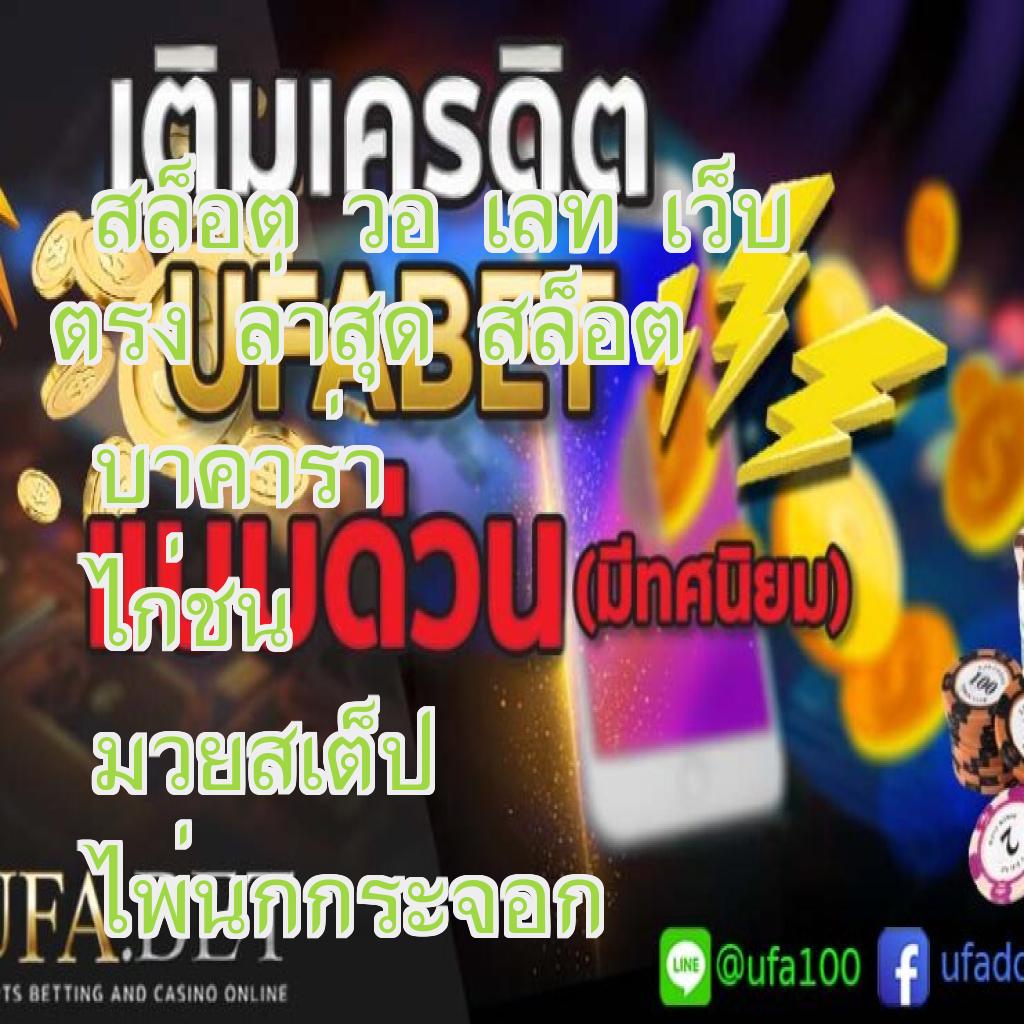 เติมเครดิต
สล็อต วอ เลท เว็บ
UFABET
ตรง ล่าสุด สล็อต
บาคาร่า
แบบด่วน (มีทศนิยม)
ไก่ชน
มวยสเต็ป
ไพ่นกกระจอก
UFA.BET
BETTING AND CASINO ONLINE
LINE @ufa100
100